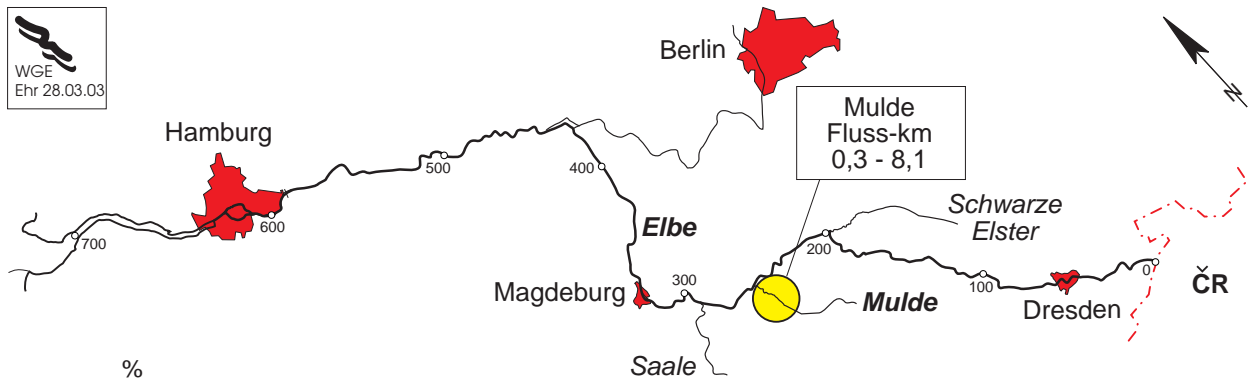 WGE
Ehr 28.03.03
Berlin
N
Hamburg
Mulde
Fluss-km
0,3 - 8,1
500
400
Schwarze
Elster
600
Elbe
700
200
0
ČR
100
Magdeburg
300
Mulde
Dresden
Saale
%